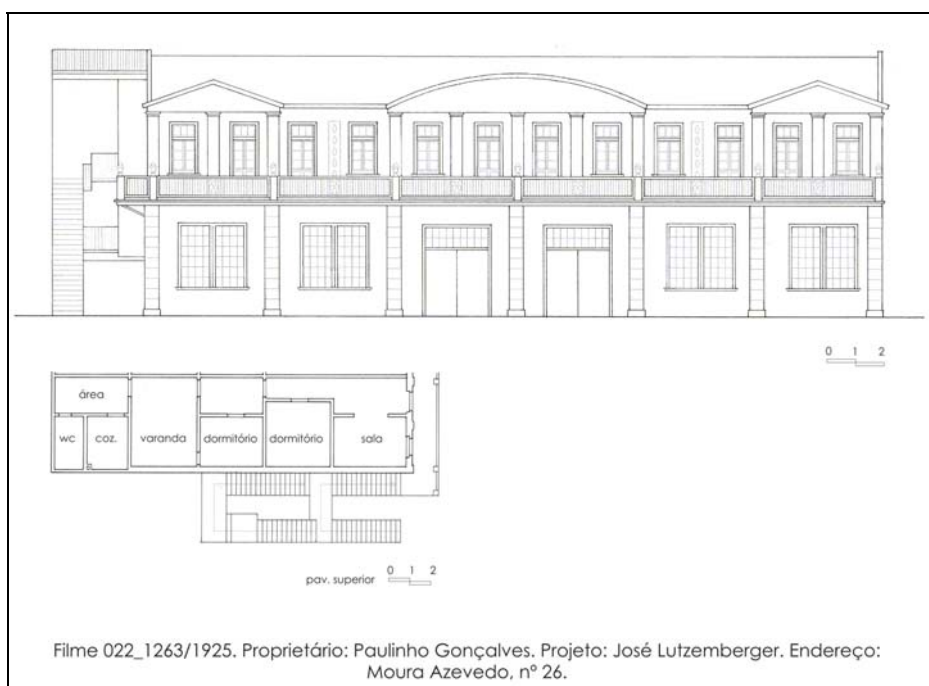 0 1 2
área
wc coz. varanda dormitório dormitório sala
pav. superior 0 1 2
Filme 022_1263/1925. Proprietário: Paulinho Gonçalves. Projeto: José Lutzemberger. Endereço:
Moura Azevedo, nº 26.